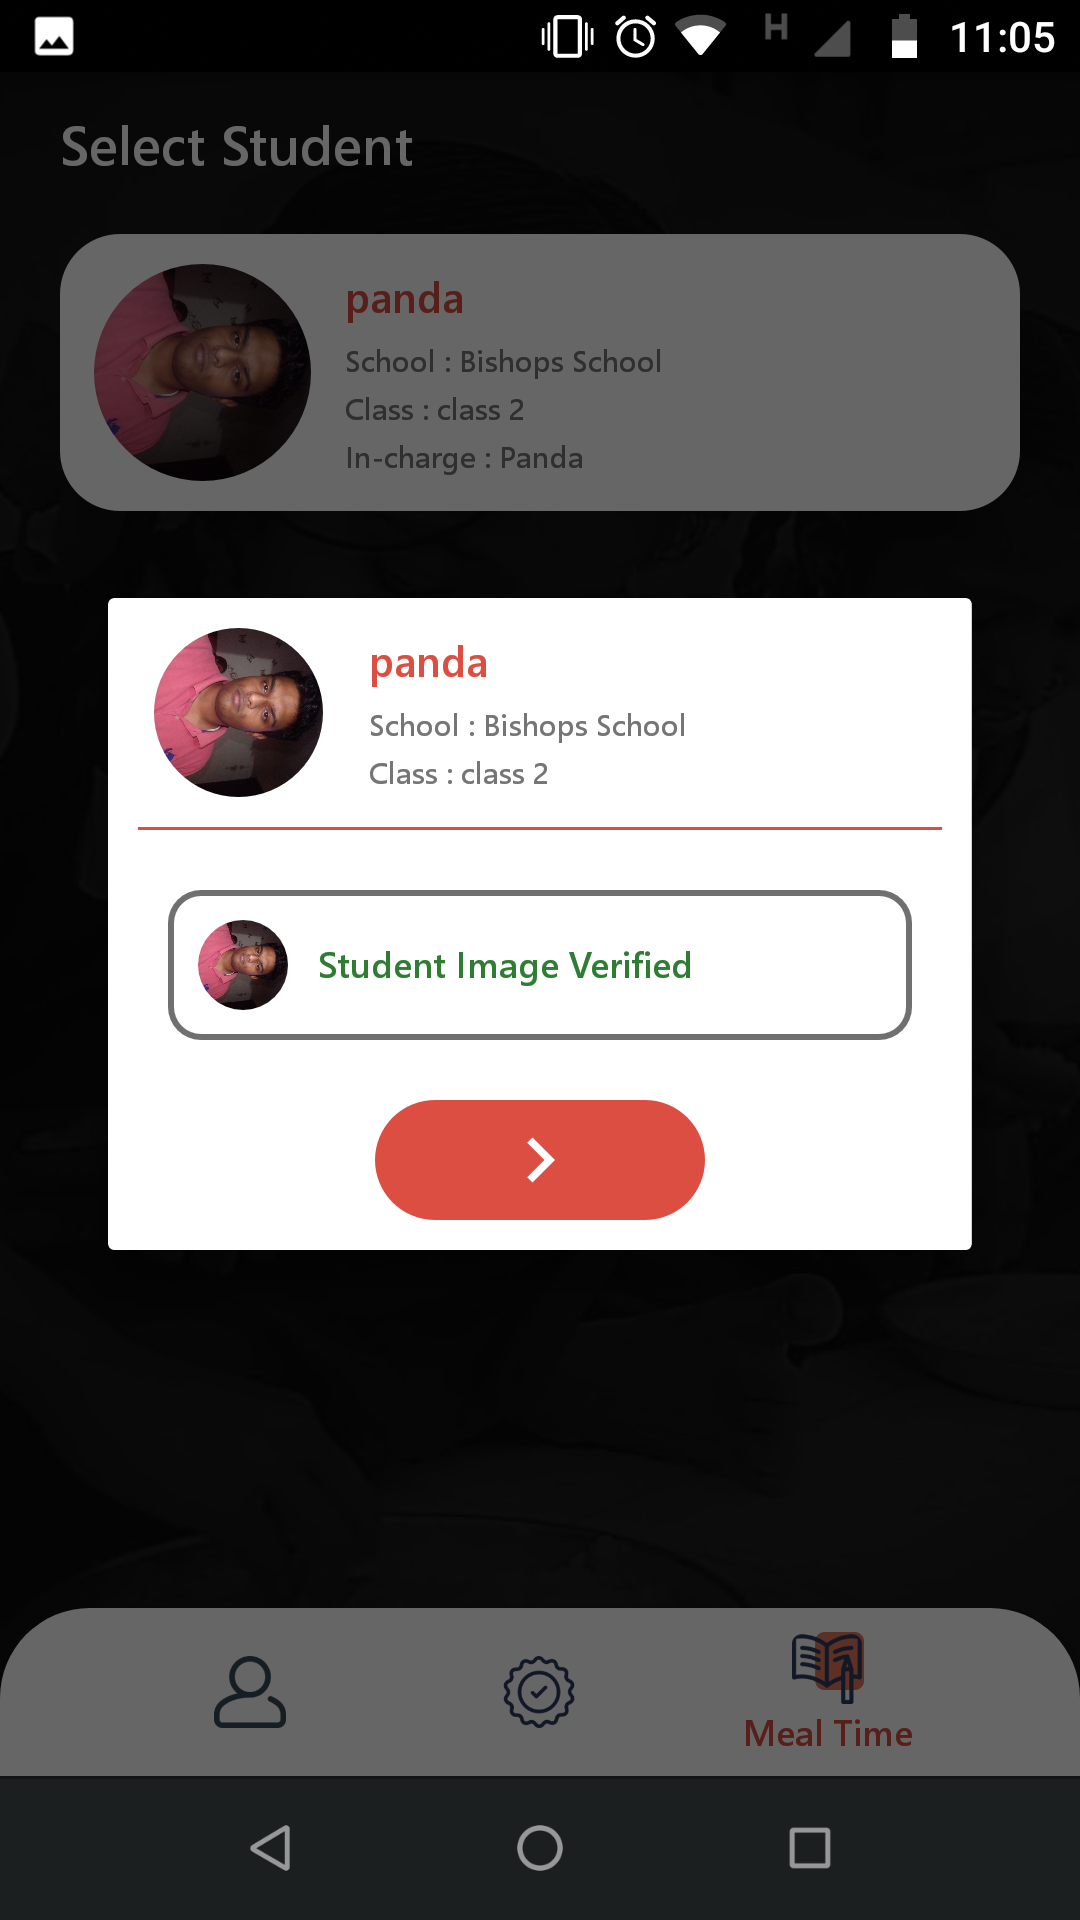 H 11:05
Select Student
panda
School : Bishops School
Class : class 2
In-charge : Panda
panda
School : Bishops School
Class : class 2
Student Image Verified
Meal Time